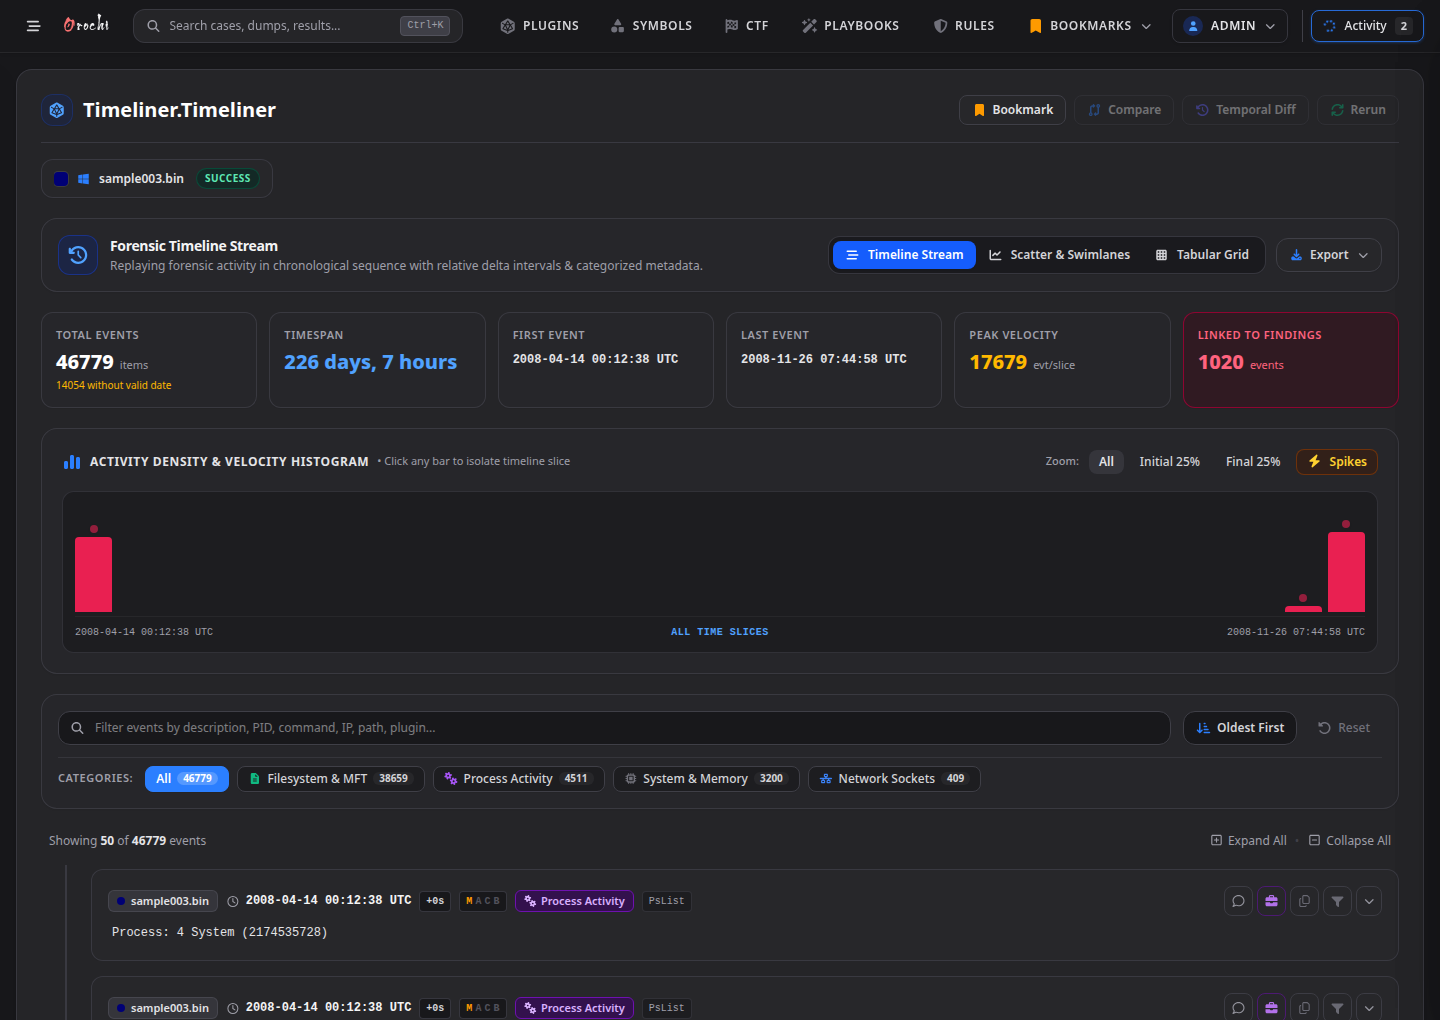 Orochi
Search cases, dumps, results...
Ctrl+K
PLUGINS
SYMBOLS
CTF
PLAYBOOKS
RULES
BOOKMARKS
ADMIN
Activity 2
Timeliner.Timeliner
Bookmark
Compare
Temporal Diff
Rerun
sample003.bin SUCCESS
Forensic Timeline Stream
Replaying forensic activity in chronological sequence with relative delta intervals & categorized metadata.
Timeline Stream
Scatter & Swimlanes
Tabular Grid
Export
TOTAL EVENTS
46779 items
14054 without valid date
TIMESPAN
226 days, 7 hours
FIRST EVENT
2008-04-14 00:12:38 UTC
LAST EVENT
2008-11-26 07:44:58 UTC
PEAK VELOCITY
17679 evt/slice
LINKED TO FINDINGS
1020 events
ACTIVITY DENSITY & VELOCITY HISTOGRAM • Click any bar to isolate timeline slice
Zoom: All Initial 25% Final 25% Spikes
2008-04-14 00:12:38 UTC
ALL TIME SLICES
2008-11-26 07:44:58 UTC
Filter events by description, PID, command, IP, path, plugin...
Oldest First
Reset
CATEGORIES: All 46779 Filesystem & MFT 38659 Process Activity 4511 System & Memory 3200 Network Sockets 409
Showing 50 of 46779 events
Expand All • Collapse All
sample003.bin 2008-04-14 00:12:38 UTC +0s M A C B Process Activity PsList
Process: 4 System (2174535728)
sample003.bin 2008-04-14 00:12:38 UTC +0s M A C B Process Activity PsList